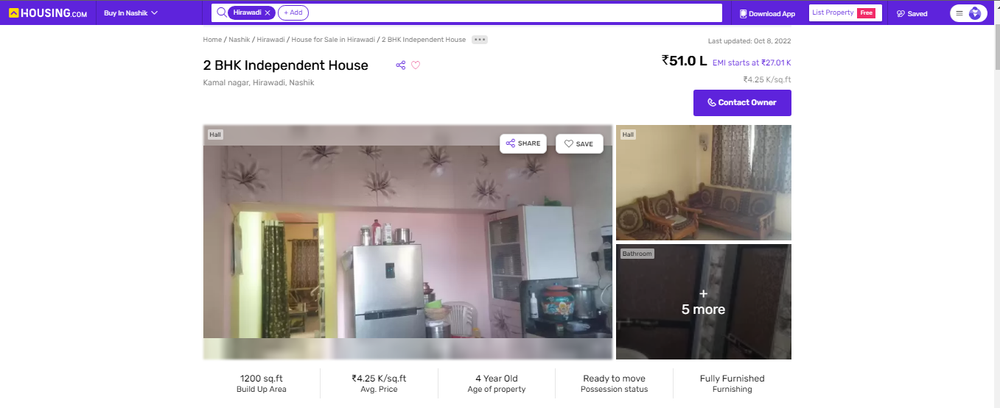 HOUSING.COM
Buy In Nashik
Hirawadi
+ Add
Download App
List Property Free
Saved
Home / Nashik / Hirawadi / House for Sale in Hirawadi / 2 BHK Independent House
Last updated: Oct 8, 2022
2 BHK Independent House
₹51.0 L EMI starts at ₹27.01 K
Kamal nagar, Hirawadi, Nashik
₹4.25 K/sq.ft
Contact Owner
Hall
SHARE
SAVE
Hall
Bathroom
+
5 more
1200 sq.ft
Build Up Area
₹4.25 K/sq.ft
Avg. Price
4 Year Old
Age of property
Ready to move
Possession status
Fully Furnished
Furnishing